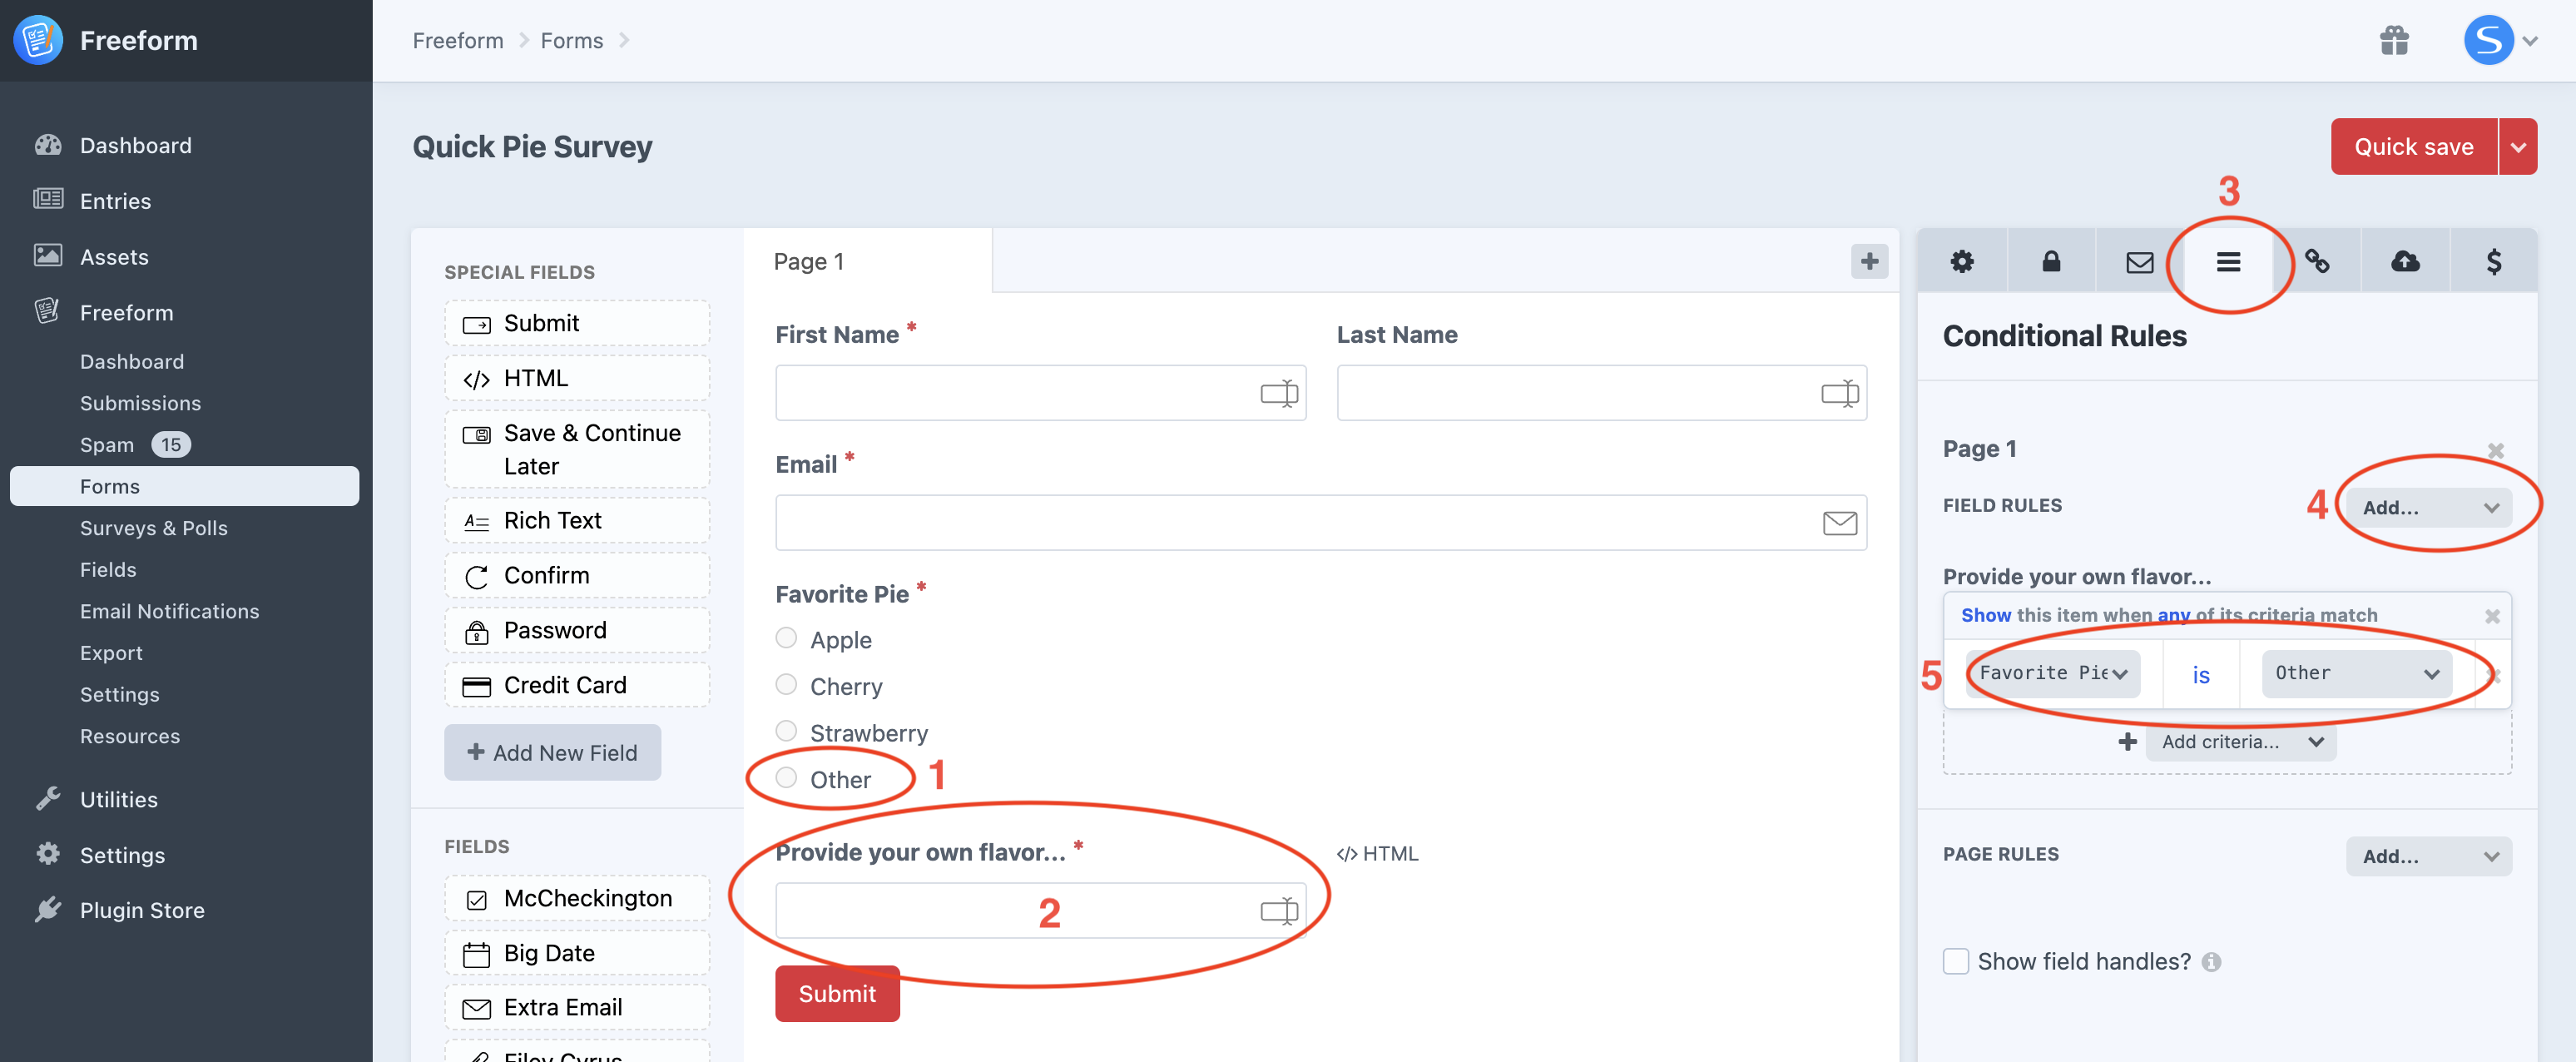 Freeform
Freeform
Forms
S
Dashboard
Entries
Assets
Freeform
Dashboard
Submissions
Spam 15
Forms
Surveys & Polls
Fields
Email Notifications
Export
Settings
Resources
Utilities
Settings
Plugin Store
Quick Pie Survey
Quick save
SPECIAL FIELDS
Submit
HTML
Save & Continue
Later
Rich Text
Confirm
Password
Credit Card
+ Add New Field
FIELDS
McCheckington
Big Date
Extra Email
Filey Cyrus
Page 1
+
First Name *
Last Name
Email *
Favorite Pie *
Apple
Cherry
Strawberry
Other
1
Provide your own flavor... *
</> HTML
2
Submit
3
$
Conditional Rules
Page 1
FIELD RULES
4
Add...
Provide your own flavor...
Show this item when any of its criteria match
5
Favorite Pie
is
Other
+ Add criteria...
PAGE RULES
Add...
Show field handles?